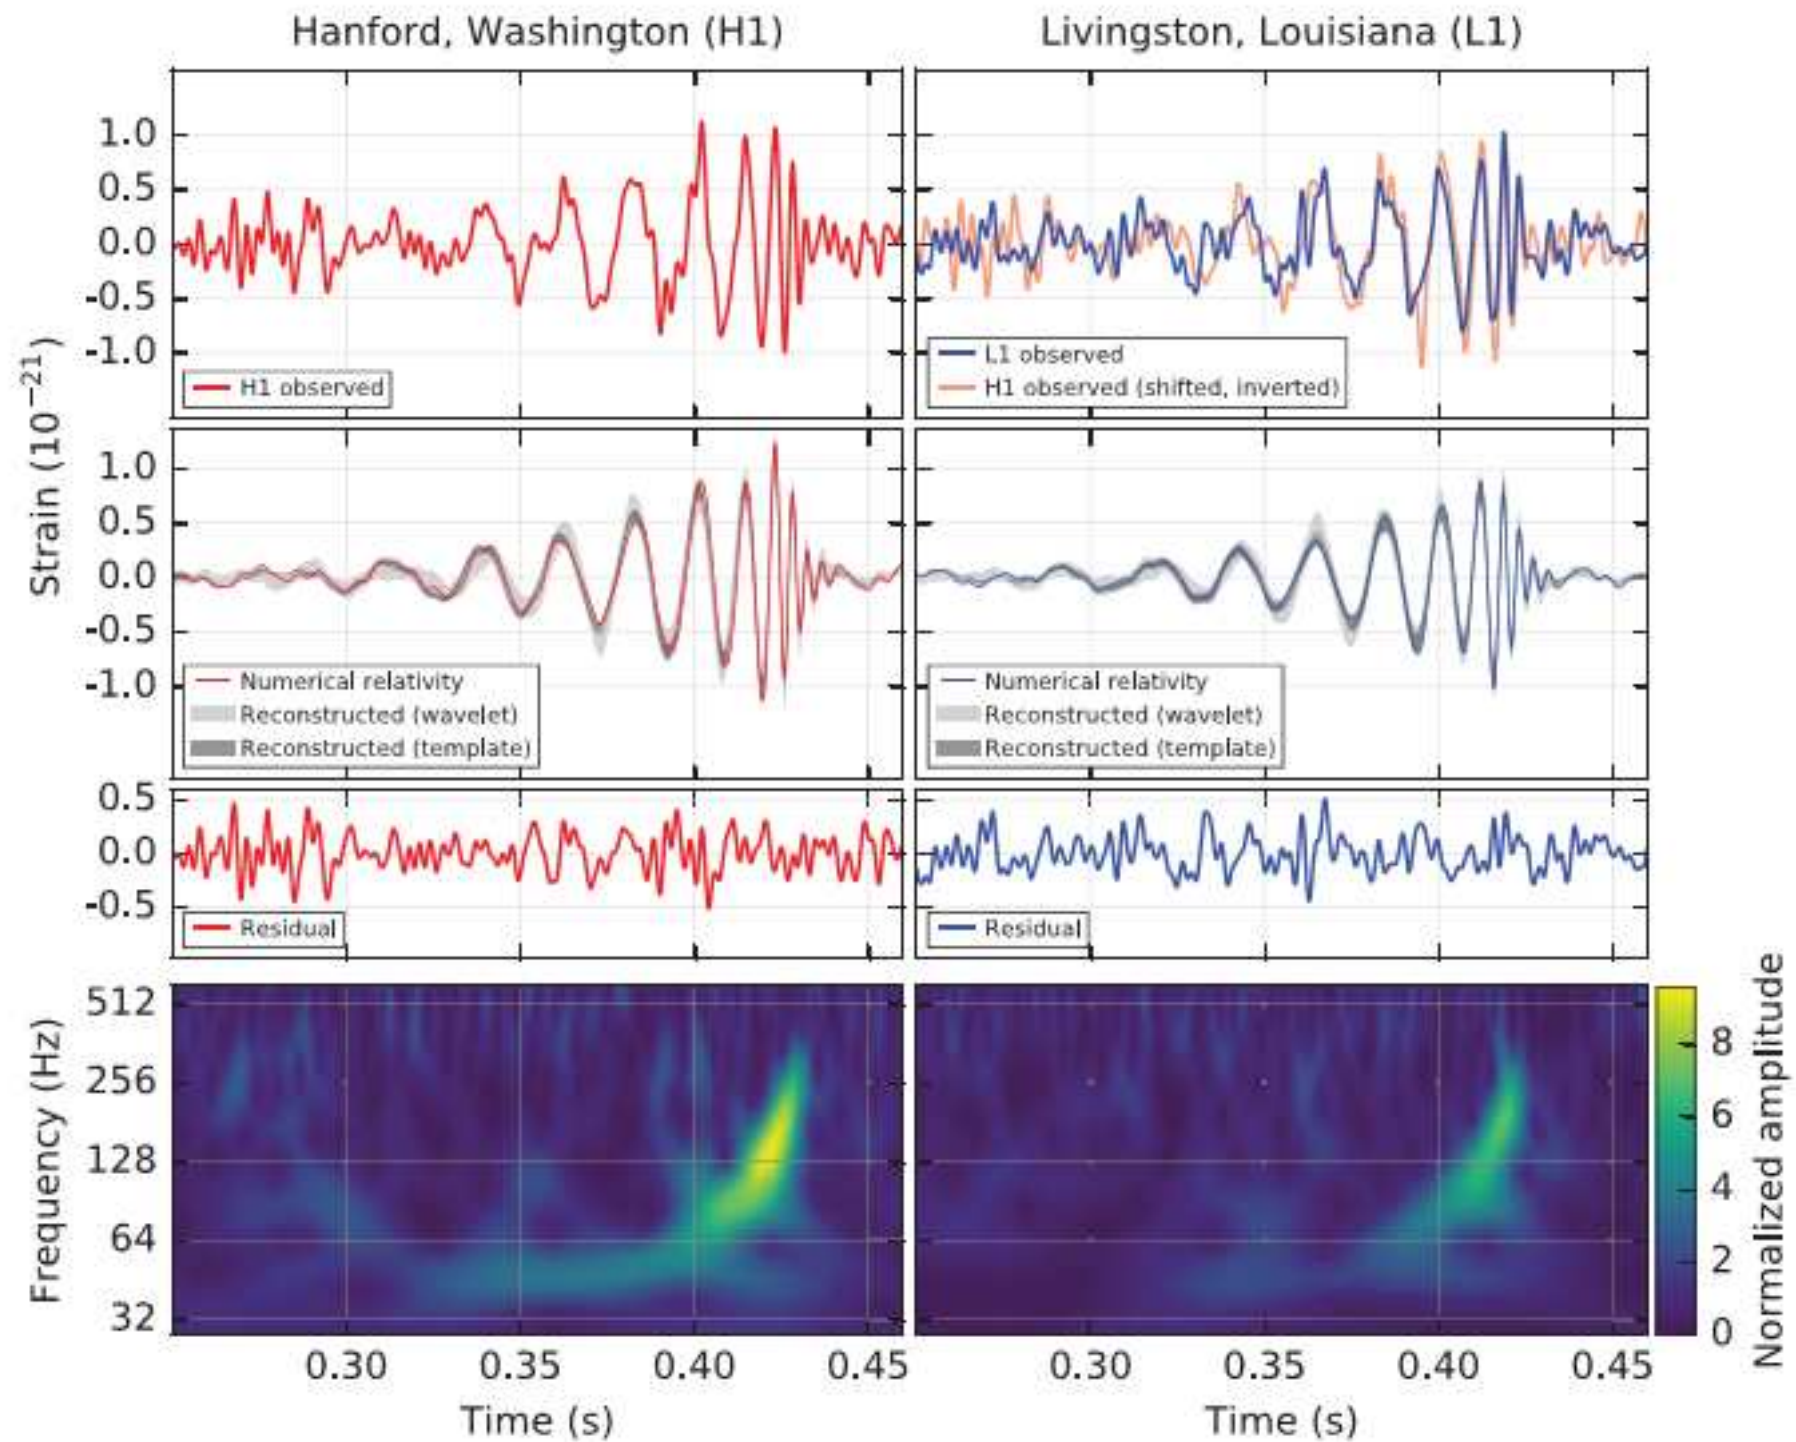 Hanford, Washington (H1)
Livingston, Louisiana (L1)
Strain (10⁻²¹)
1.0
0.5
0.0
-0.5
-1.0
H1 observed
L1 observed
H1 observed (shifted, inverted)
1.0
0.5
0.0
-0.5
-1.0
Numerical relativity
Reconstructed (wavelet)
Reconstructed (template)
Numerical relativity
Reconstructed (wavelet)
Reconstructed (template)
0.5
0.0
-0.5
Residual
Residual
Frequency (Hz)
512
256
128
64
32
Normalized amplitude
8
6
4
2
0
0.30 0.35 0.40 0.45
0.30 0.35 0.40 0.45
Time (s)
Time (s)